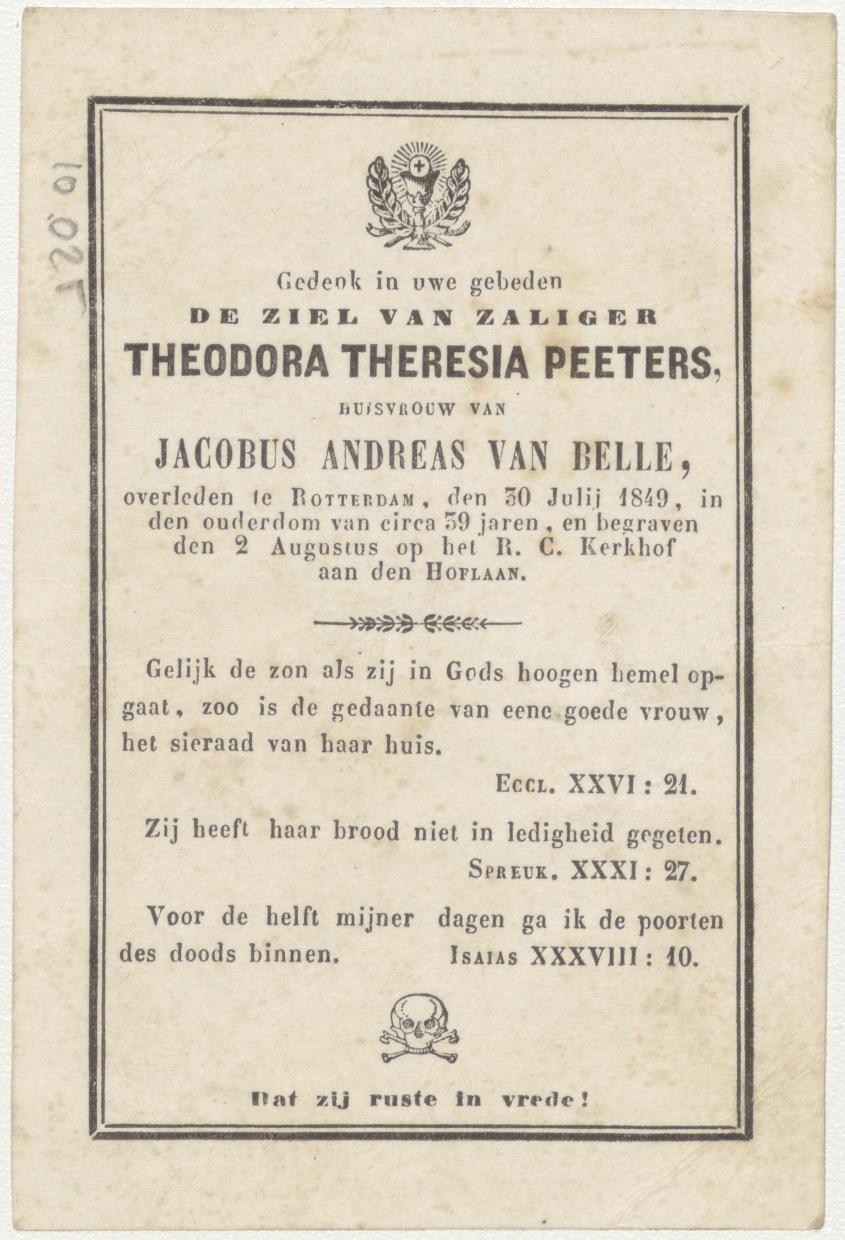 Gedenk in uwe gebeden
DE ZIEL VAN ZALIGER
THEODORA THERESIA PEETERS,
HUISVROUW VAN
JACOBUS ANDREAS VAN BELLE,
overleden te ROTTERDAM, den 30 Julij 1849, in
den ouderdom van circa 39 jaren, en begraven
den 2 Augustus op het R. C. Kerkhof
aan den HOFLAAN.
Gelijk de zon als zij in Gods hoogen hemel op-
gaat, zoo is de gedaante van eene goede vrouw,
het sieraad van haar huis.
ECCL. XXVI: 21.
Zij heeft haar brood niet in ledigheid gegeten.
SPREUK. XXXI: 27.
Voor de helft mijner dagen ga ik de poorten
des doods binnen. ISAIAS XXXVIII: 10.
Dat zij ruste in vrede!